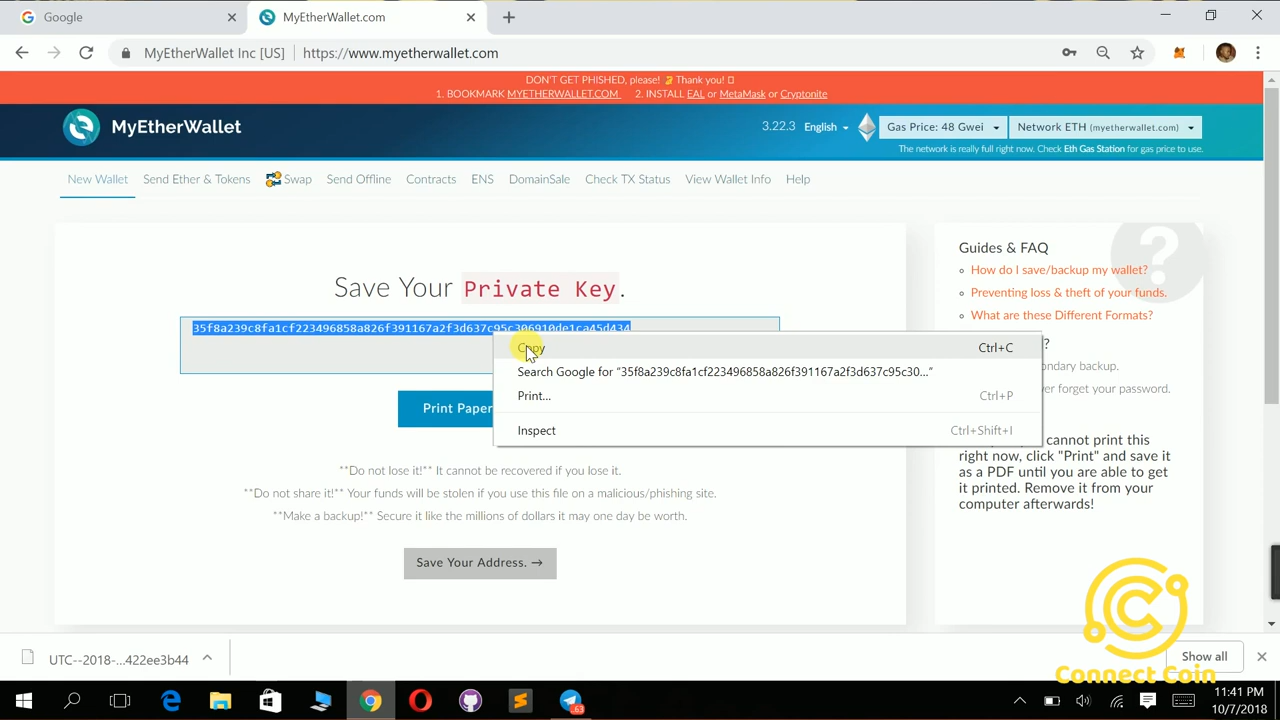 Google
MyEtherWallet.com
MyEtherWallet Inc [US]
https://www.myetherwallet.com
DON'T GET PHISHED, please! Thank you!
1. BOOKMARK MYETHERWALLET.COM 2. INSTALL EAL or MetaMask or Cryptonite
MyEtherWallet
3.22.3
English
Gas Price: 48 Gwei
Network ETH (myetherwallet.com)
The network is really full right now. Check Eth Gas Station for gas price to use.
New Wallet
Send Ether & Tokens
Swap
Send Offline
Contracts
ENS
DomainSale
Check TX Status
View Wallet Info
Help
Save Your Private Key.
35f8a239c8fa1cf223496858a826f391167a2f3d637c95c306910de1ca45d434
Copy Ctrl+C
Search Google for “35f8a239c8fa1cf223496858a826f391167a2f3d637c95c30...”
Print... Ctrl+P
Inspect Ctrl+Shift+I
Print Paper
**Do not lose it!** It cannot be recovered if you lose it.
**Do not share it!** Your funds will be stolen if you use this file on a malicious/phishing site.
**Make a backup!** Secure it like the millions of dollars it may one day be worth.
Save Your Address. →
Guides & FAQ
How do I save/backup my wallet?
Preventing loss & theft of your funds.
What are these Different Formats?
?
backup.
forget your password.
cannot print this
right now, click "Print" and save it
as a PDF until you are able to get
it printed. Remove it from your
computer afterwards!
Connect Coin
UTC--2018-...422ee3b44
Show all
63
11:41 PM
10/7/2018